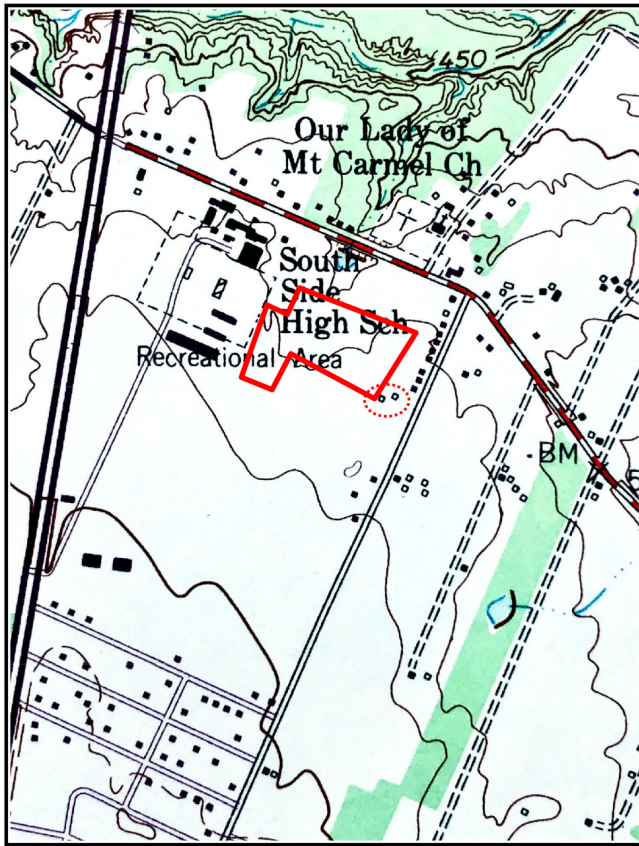 450
Our Lady of
Mt Carmel Ch
South
Side
High Sch
Recreational Area
BM